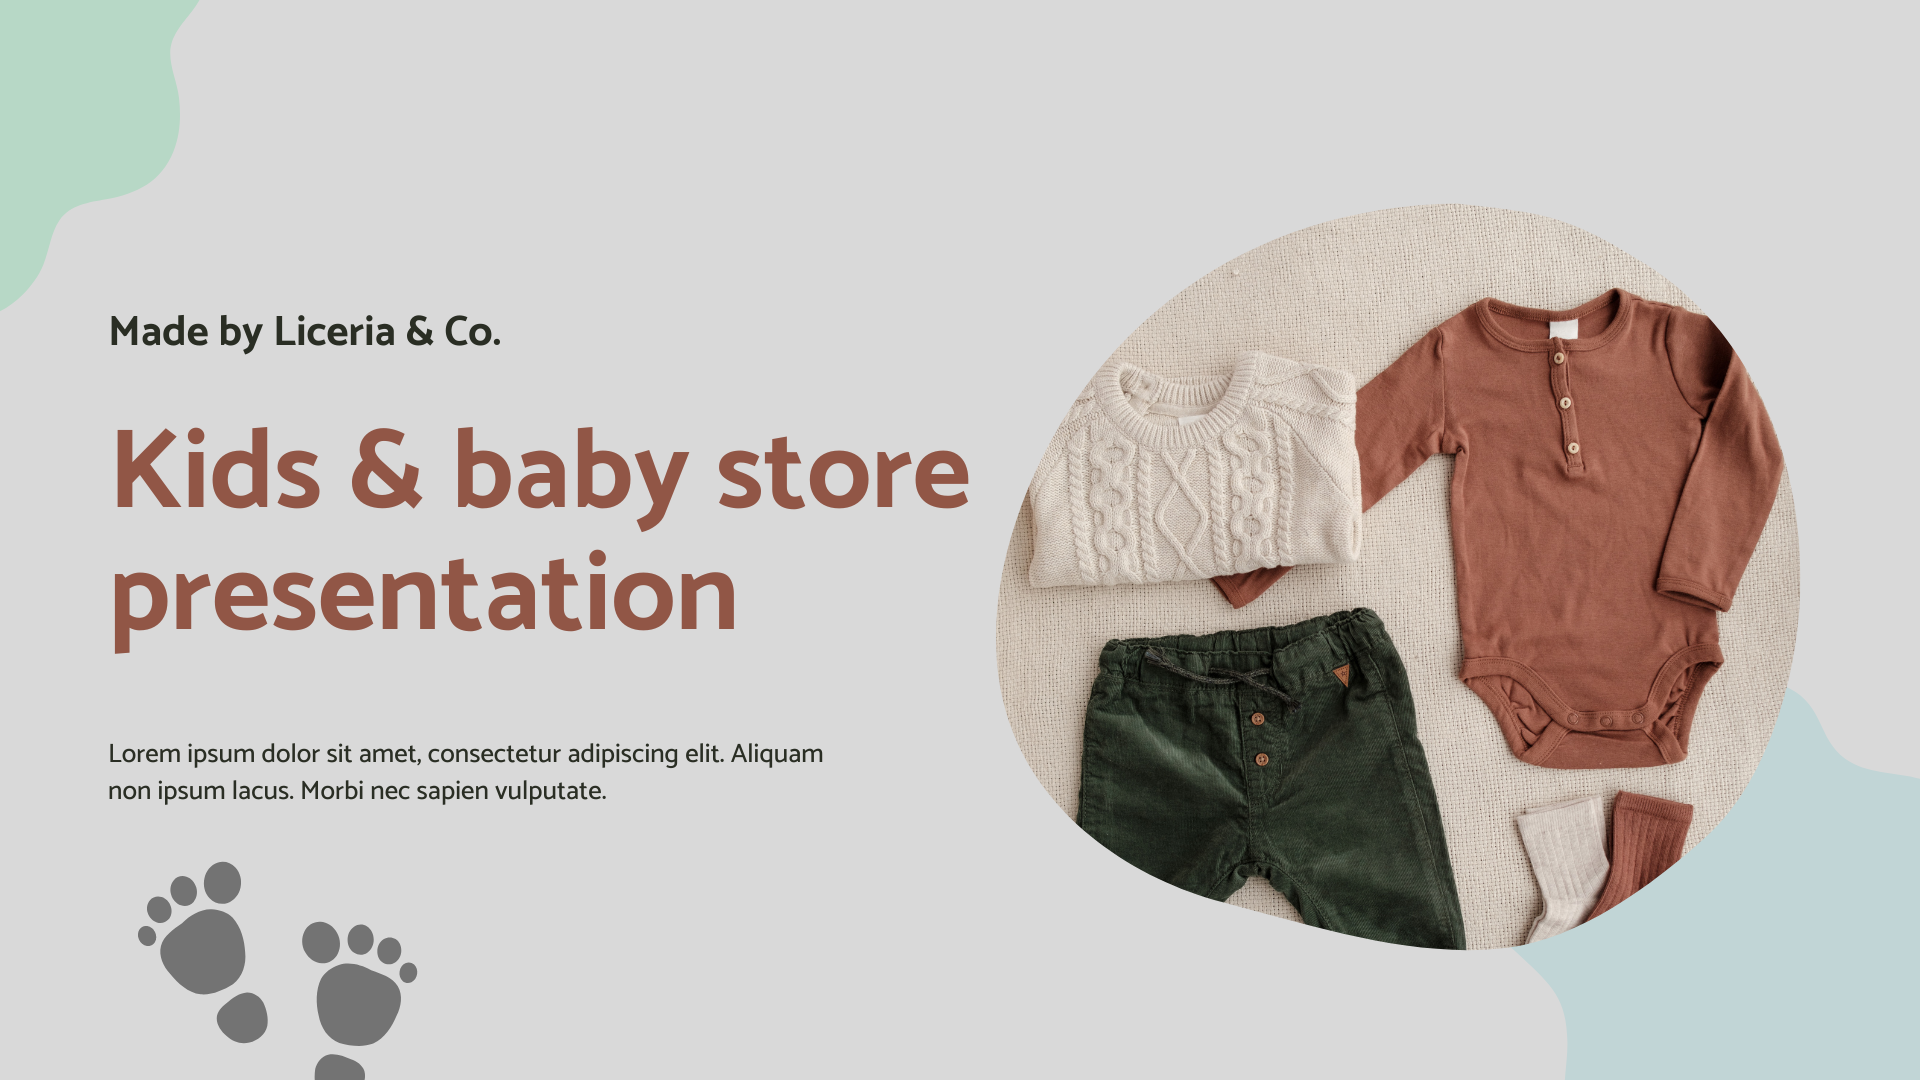 Made by Liceria & Co.
Kids & baby store
presentation
Lorem ipsum dolor sit amet, consectetur adipiscing elit. Aliquam
non ipsum lacus. Morbi nec sapien vulputate.